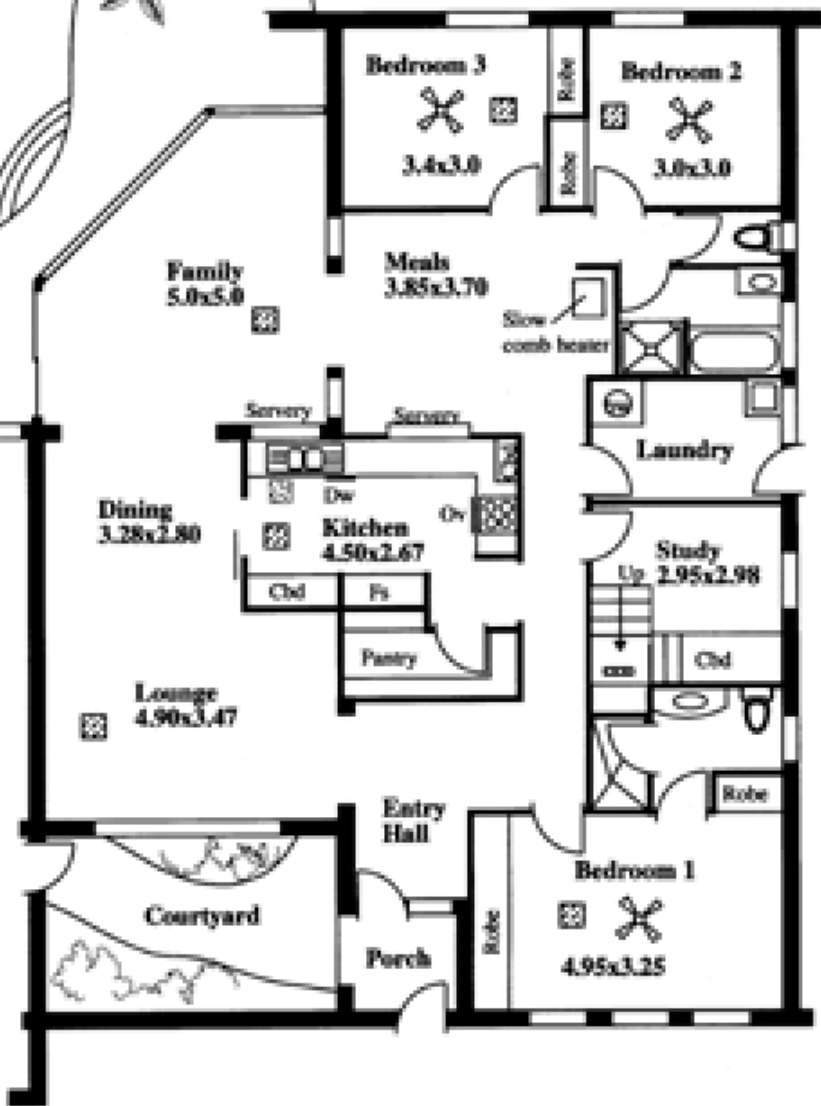 Bedroom 3
3.4x3.0
Robe
Robe
Bedroom 2
3.0x3.0
Family
5.0x5.0
Meals
3.85x3.70
Slow
comb heater
Servery
Servery
Laundry
Dining
3.28x2.80
Dw
Kitchen
4.50x2.67
Ov
Cbd
Cbd
Fs
Pantry
Study
2.95x2.98
Up
Cbd
Lounge
4.90x3.47
Robe
Entry
Hall
Bedroom 1
4.95x3.25
Robe
Courtyard
Porch